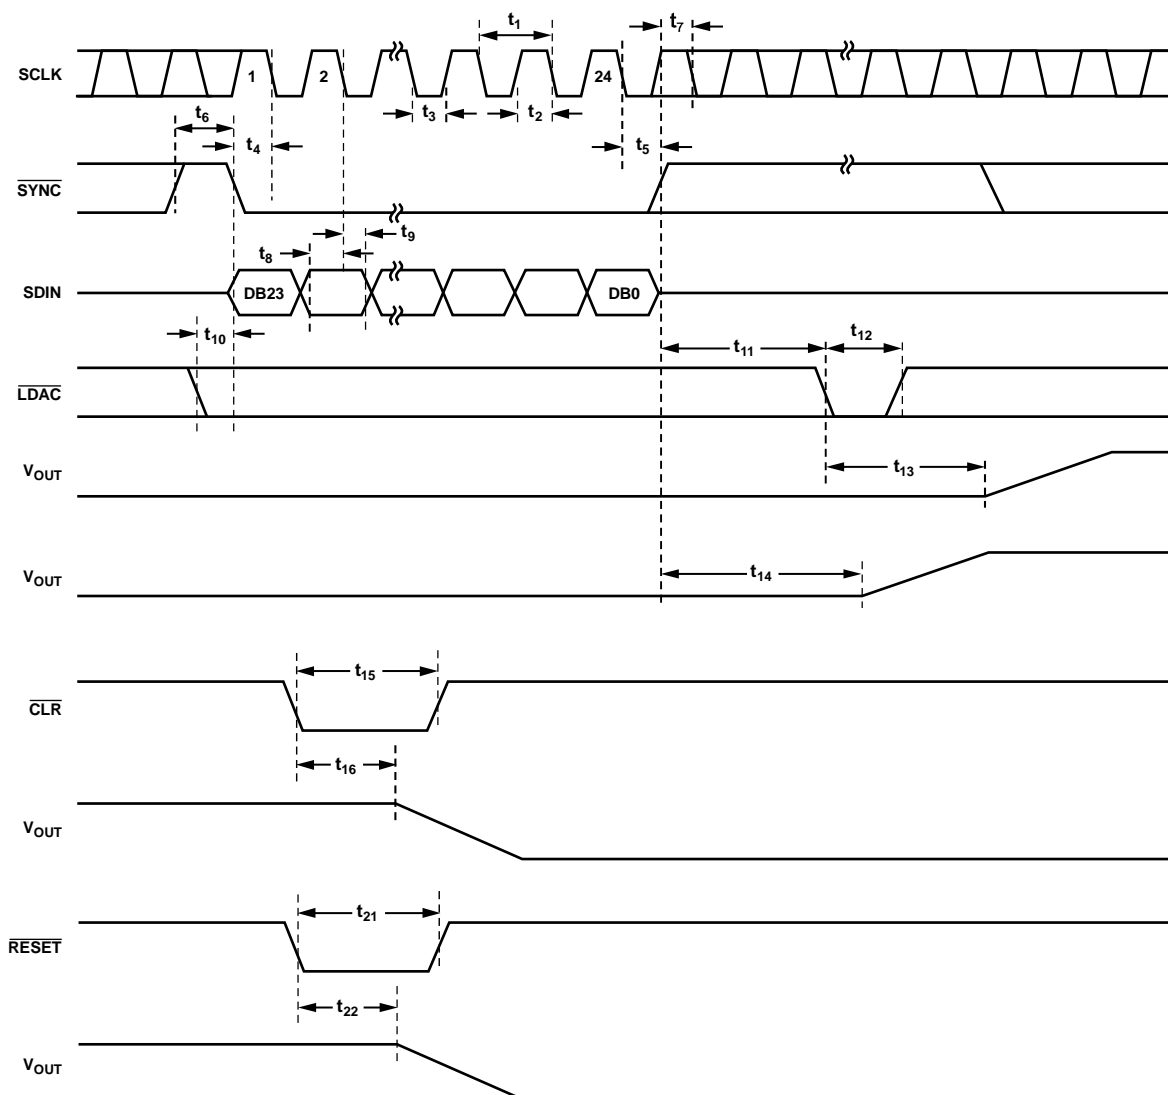 t1
t7
SCLK
1
2
24
t3
t2
t6
t4
t5
SYNC
t9
t8
SDIN
DB23
DB0
t10
t11
t12
LDAC
VOUT
t13
VOUT
t14
t15
CLR
t16
VOUT
t21
RESET
t22
VOUT